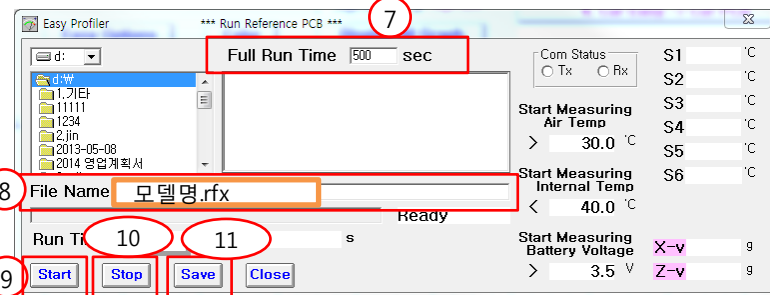 7
Easy Profiler *** Run Reference PCB ***
d: Full Run Time 500 sec
Com Status
Tx Rx
d:₩
1.기타
11111
1234
2.jin
2013-05-08
2014 영업계획서
Start Measuring
Air Temp
> 30.0 ℃
Start Measuring
Internal Temp
< 40.0 ℃
Start Measuring
Battery Voltage
> 3.5 V
S1 ℃
S2 ℃
S3 ℃
S4 ℃
S5 ℃
S6 ℃
X-v g
Z-v g
8 File Name 모델명.rfx
Ready
Run Ti s
10 11
9 Start Stop Save Close